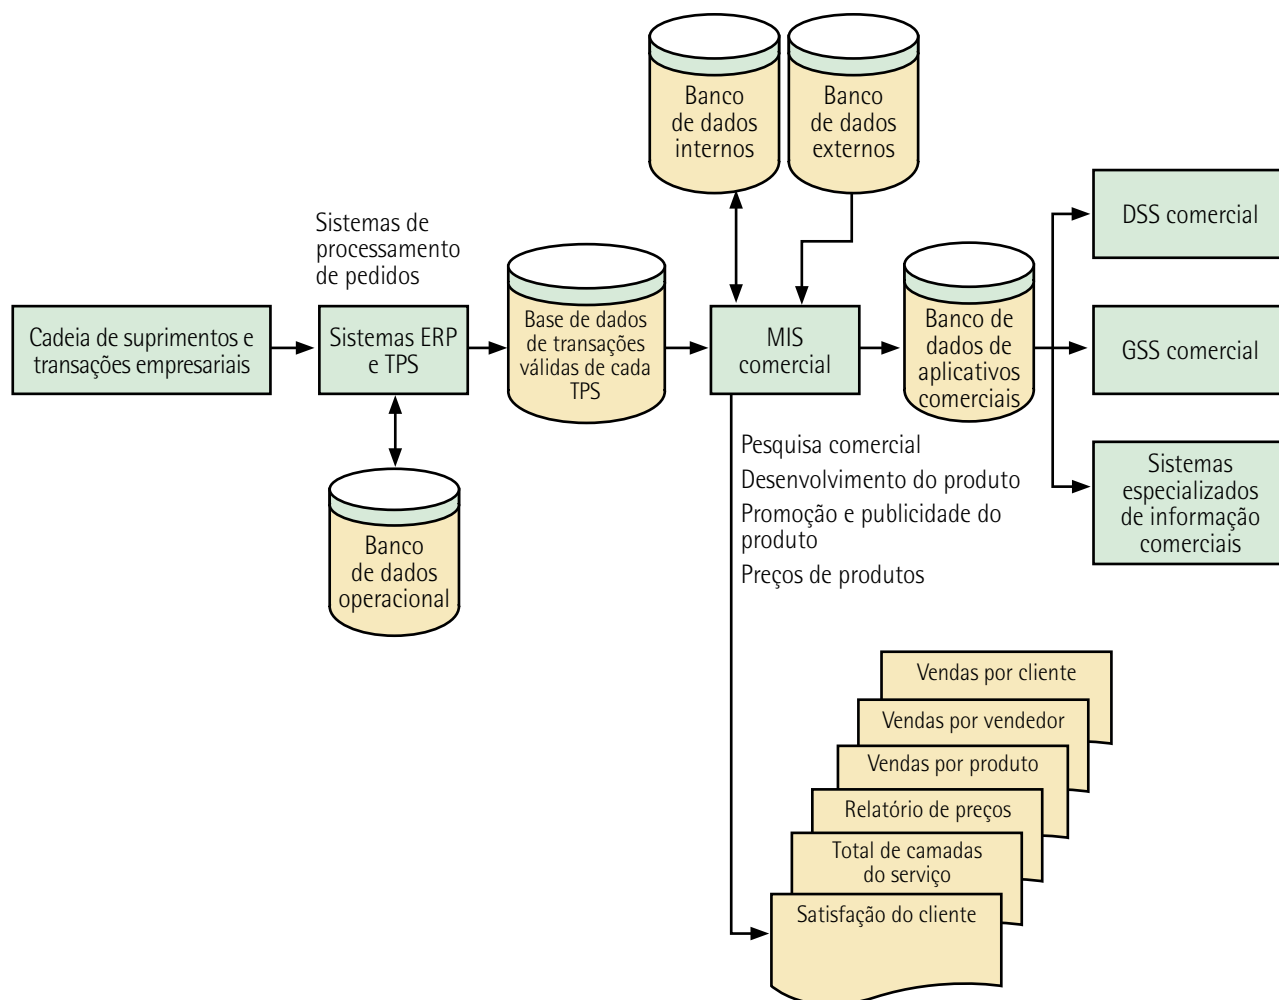 Banco
de dados
internos
Banco
de dados
externos
Sistemas de
processamento
de pedidos
Cadeia de suprimentos e
transações empresariais
Sistemas ERP
e TPS
Base de dados
de transações
válidas de cada
TPS
MIS
comercial
Banco de
dados de
aplicativos
comerciais
DSS comercial
GSS comercial
Sistemas
especializados
de informação
comerciais
Banco
de dados
operacional
Pesquisa comercial
Desenvolvimento do produto
Promoção e publicidade do
produto
Preços de produtos
Vendas por cliente
Vendas por vendedor
Vendas por produto
Relatório de preços
Total de camadas
do serviço
Satisfação do cliente